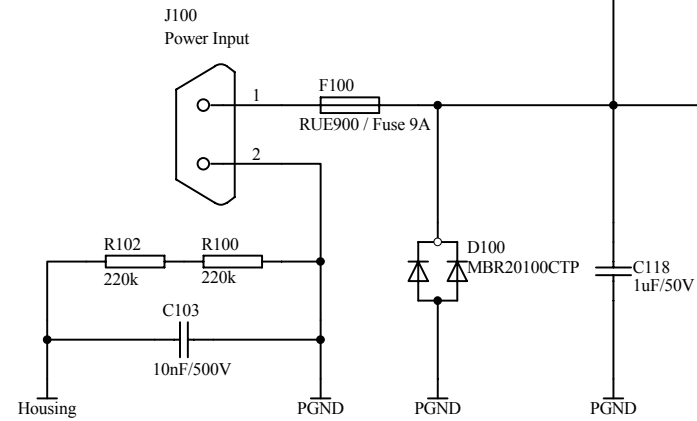 J100
Power Input
1
F100
RUE900 / Fuse 9A
2
R102
R100
220k
220k
D100
MBR20100CTP
C118
1uF/50V
C103
10nF/500V
Housing
PGND
PGND
PGND